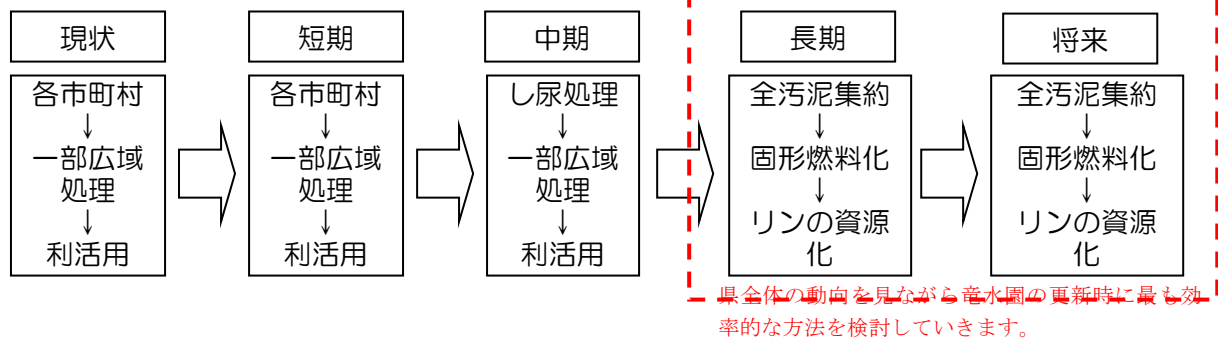 現状
各市町村
↓
一部広域
処理
↓
利活用
短期
各市町村
↓
一部広域
処理
↓
利活用
中期
し尿処理
↓
一部広域
処理
↓
利活用
長期
全汚泥集約
↓
固形燃料化
↓
リンの資源
化
将来
全汚泥集約
↓
固形燃料化
↓
リンの資源
化
県全体の動向を見ながら竜水園の更新時に最も効
率的な方法を検討していきます。